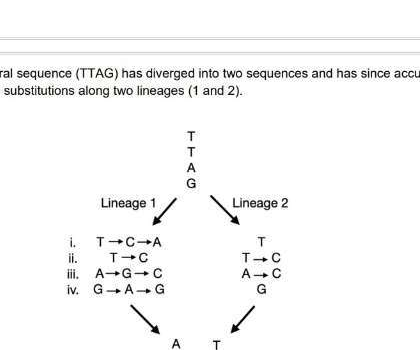 ral sequence (TTAG) has diverged into two sequences and has since accu
substitutions along two lineages (1 and 2).
T
T
A
G
Lineage 1 Lineage 2
i. T→C→A T
ii. T→C T→C
iii. A→G→C A→C
iv. G→A→G G
A T